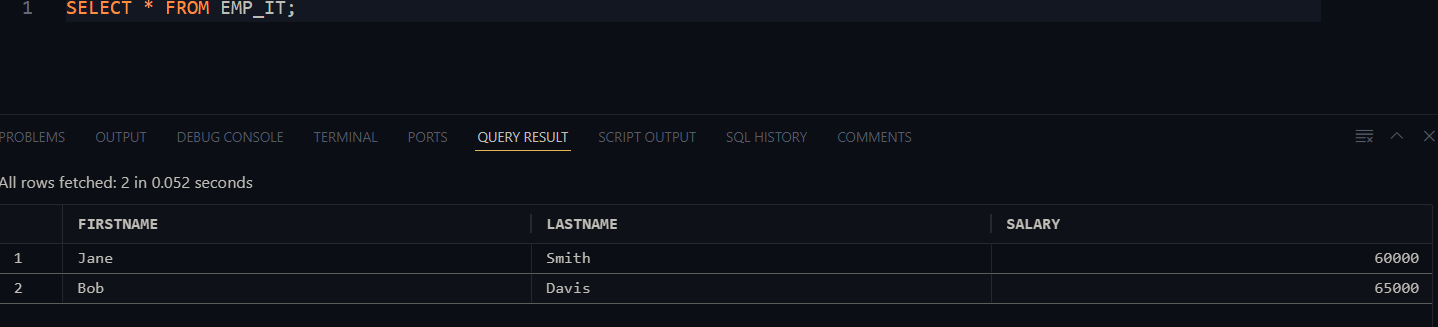 1 SELECT * FROM EMP_IT;
PROBLEMS OUTPUT DEBUG CONSOLE TERMINAL PORTS QUERY RESULT SCRIPT OUTPUT SQL HISTORY COMMENTS
All rows fetched: 2 in 0.052 seconds
FIRSTNAME LASTNAME SALARY
1 Jane Smith 60000
2 Bob Davis 65000